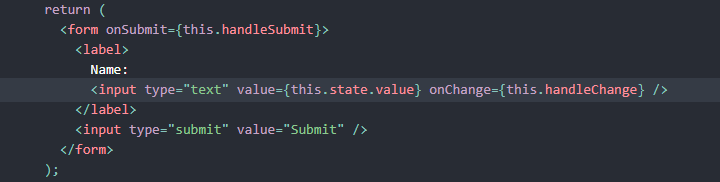 return (
<form onSubmit={this.handleSubmit}>
<label>
Name:
<input type="text" value={this.state.value} onChange={this.handleChange} />
</label>
<input type="submit" value="Submit" />
</form>
);